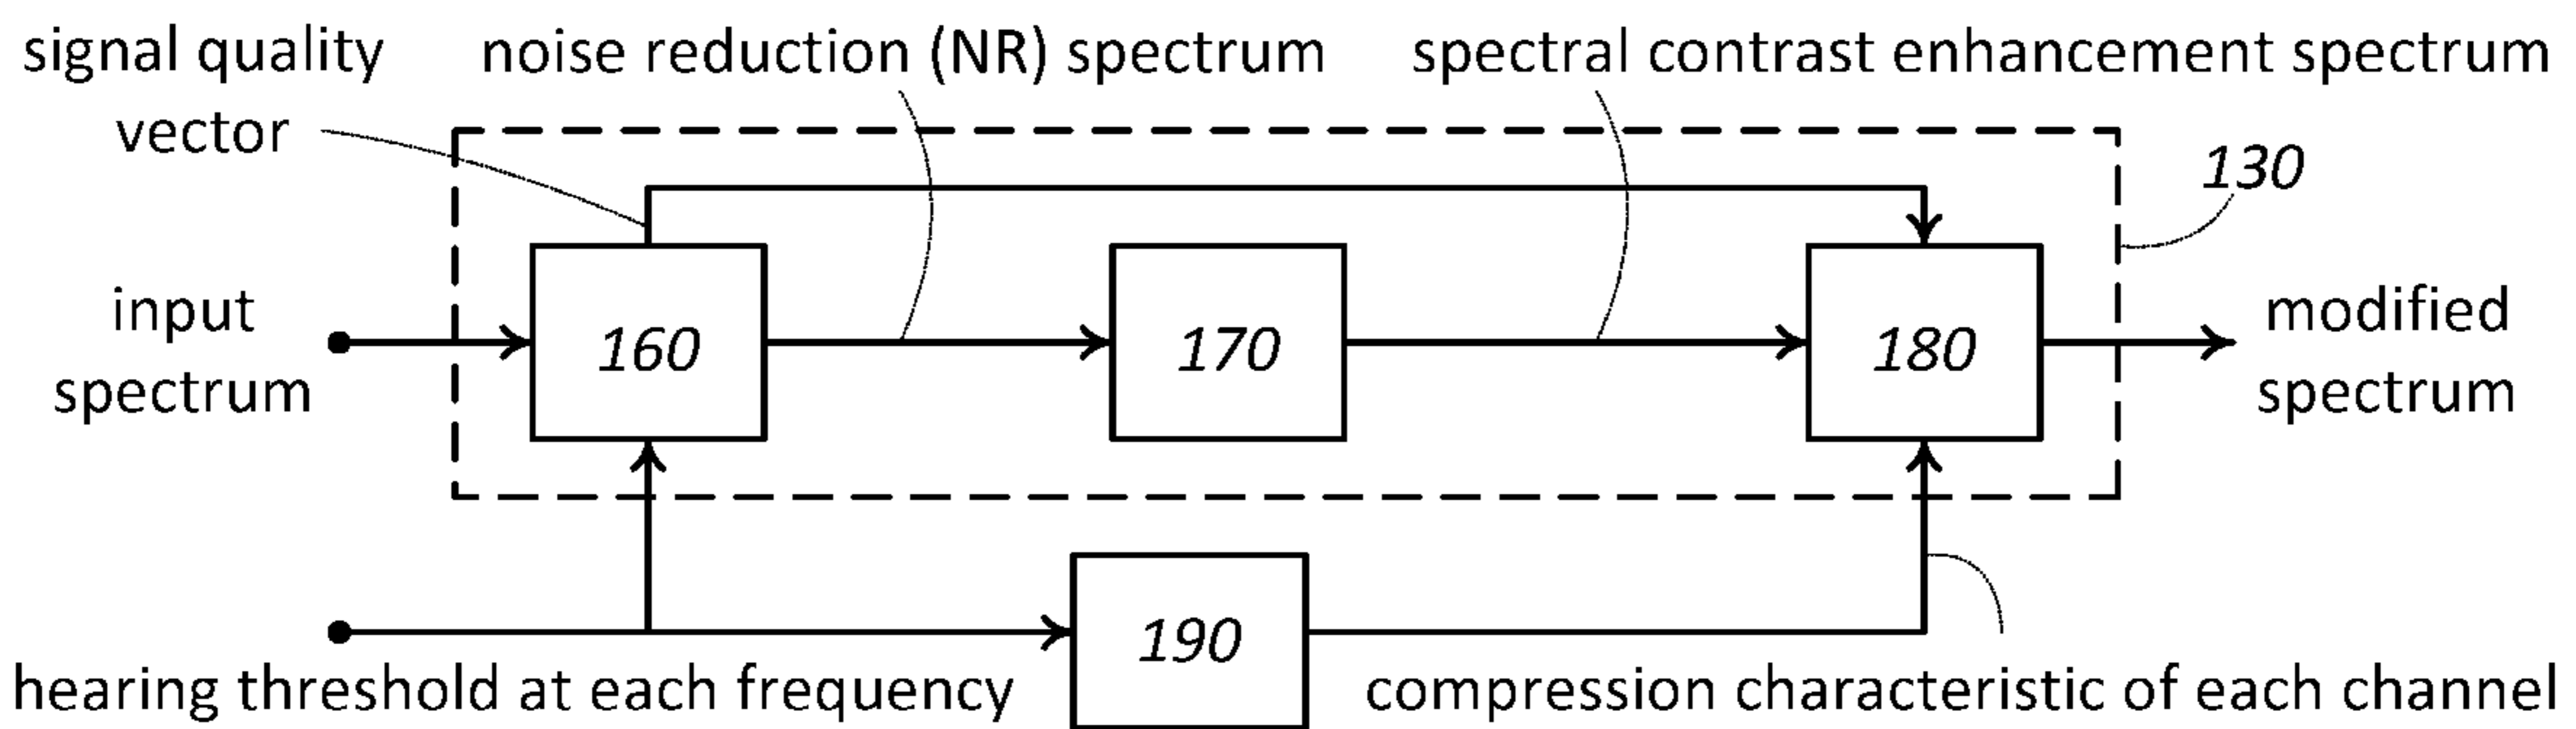 signal quality
vector
noise reduction (NR) spectrum
spectral contrast enhancement spectrum
130
input
spectrum
160
170
180
modified
spectrum
190
hearing threshold at each frequency
compression characteristic of each channel